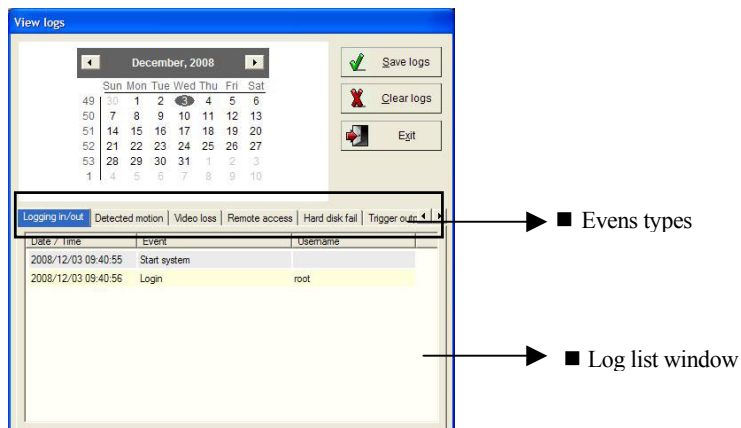 View logs
December, 2008
Save logs
Sun Mon Tue Wed Thu Fri Sat
49 30 1 2 3 4 5 6
Clear logs
50 7 8 9 10 11 12 13
51 14 15 16 17 18 19 20
Exit
52 21 22 23 24 25 26 27
53 28 29 30 31 1 2 3
1 4 5 6 7 8 9 10
Logging in/out Detected motion Video loss Remote access Hard disk fail Trigger outp
■ Evens types
Date / Time Event Username
2008/12/03 09:40:55 Start system
2008/12/03 09:40:56 Login root
■ Log list window